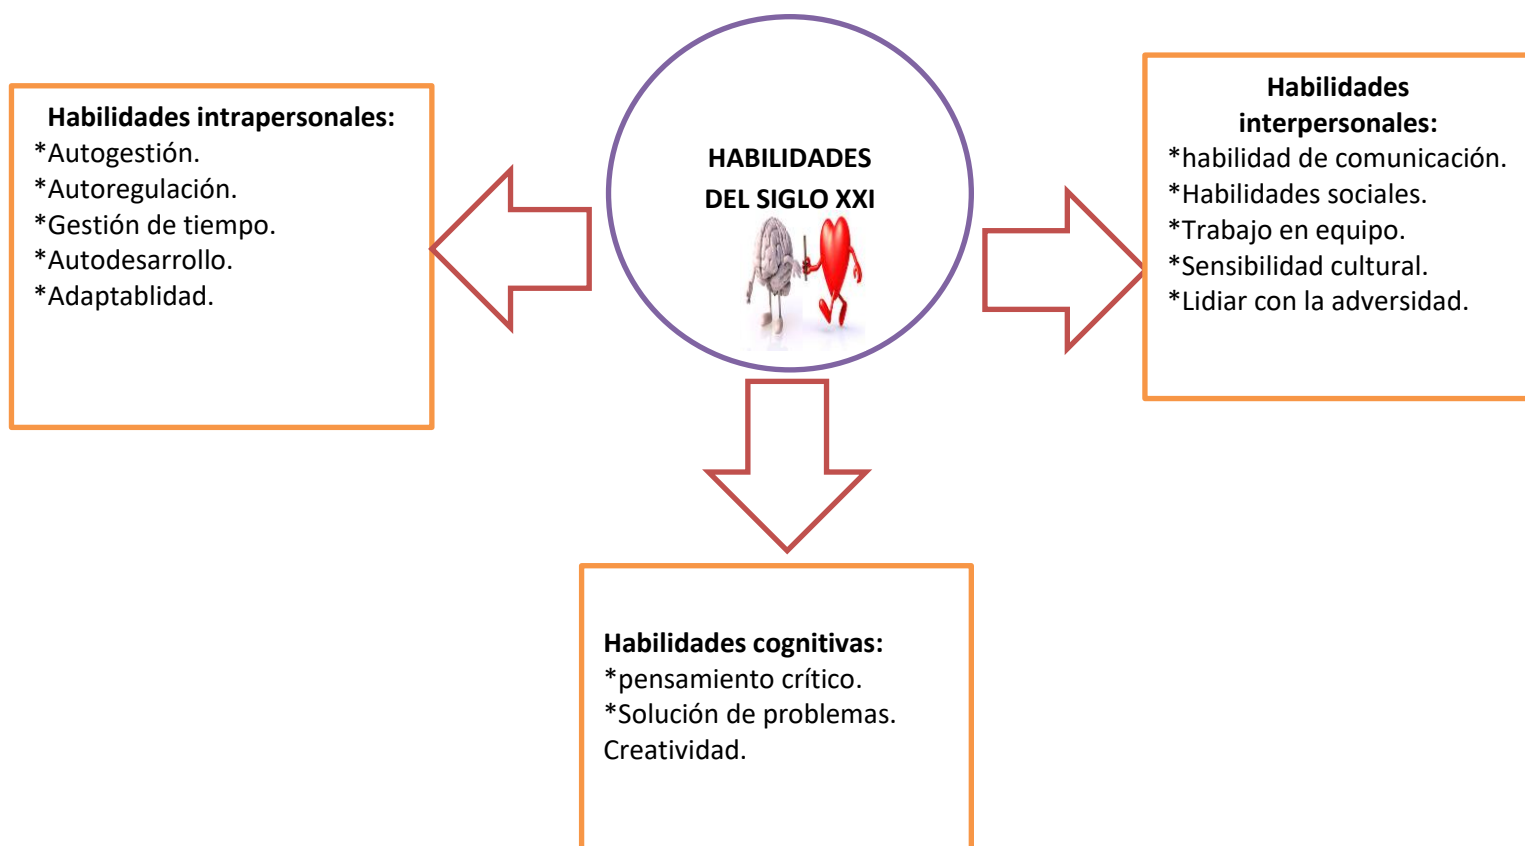 HABILIDADES
DEL SIGLO XXI
Habilidades intrapersonales:
*Autogestión.
*Autoregulación.
*Gestión de tiempo.
*Autodesarrollo.
*Adaptablidad.
Habilidades
interpersonales:
*habilidad de comunicación.
*Habilidades sociales.
*Trabajo en equipo.
*Sensibilidad cultural.
*Lidiar con la adversidad.
Habilidades cognitivas:
*pensamiento crítico.
*Solución de problemas.
Creatividad.